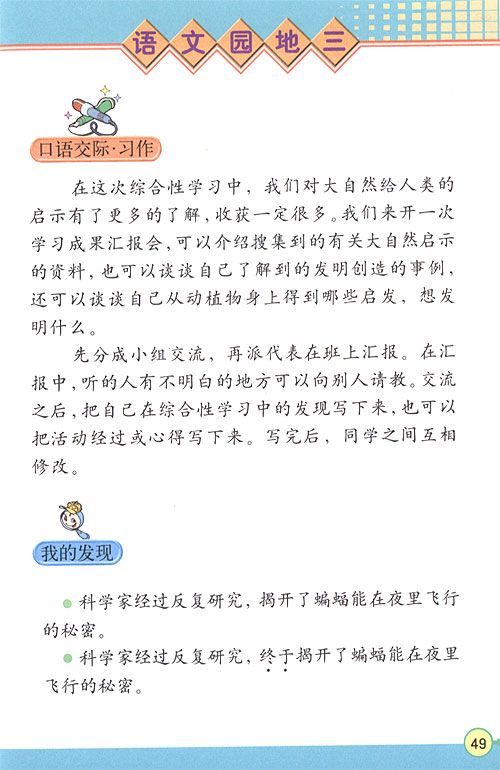 语文园地三
口语交际·习作
在这次综合性学习中，我们对大自然给人类的
启示有了更多的了解，收获一定很多。我们来开一次
学习成果汇报会，可以介绍搜集到的有关大自然启示
的资料，也可以谈谈自己了解到的发明创造的事例，
还可以谈谈自己从动植物身上得到哪些启发，想发
明什么。
先分成小组交流，再派代表在班上汇报。在汇
报中，听的人有不明白的地方可以向别人请教。交流
之后，把自己在综合性学习中的发现写下来，也可以
把活动经过或心得写下来。写完后，同学之间互相
修改。
我的发现
●科学家经过反复研究，揭开了蝙蝠能在夜里飞行
的秘密。
●科学家经过反复研究，终于揭开了蝙蝠能在夜里
飞行的秘密。
49